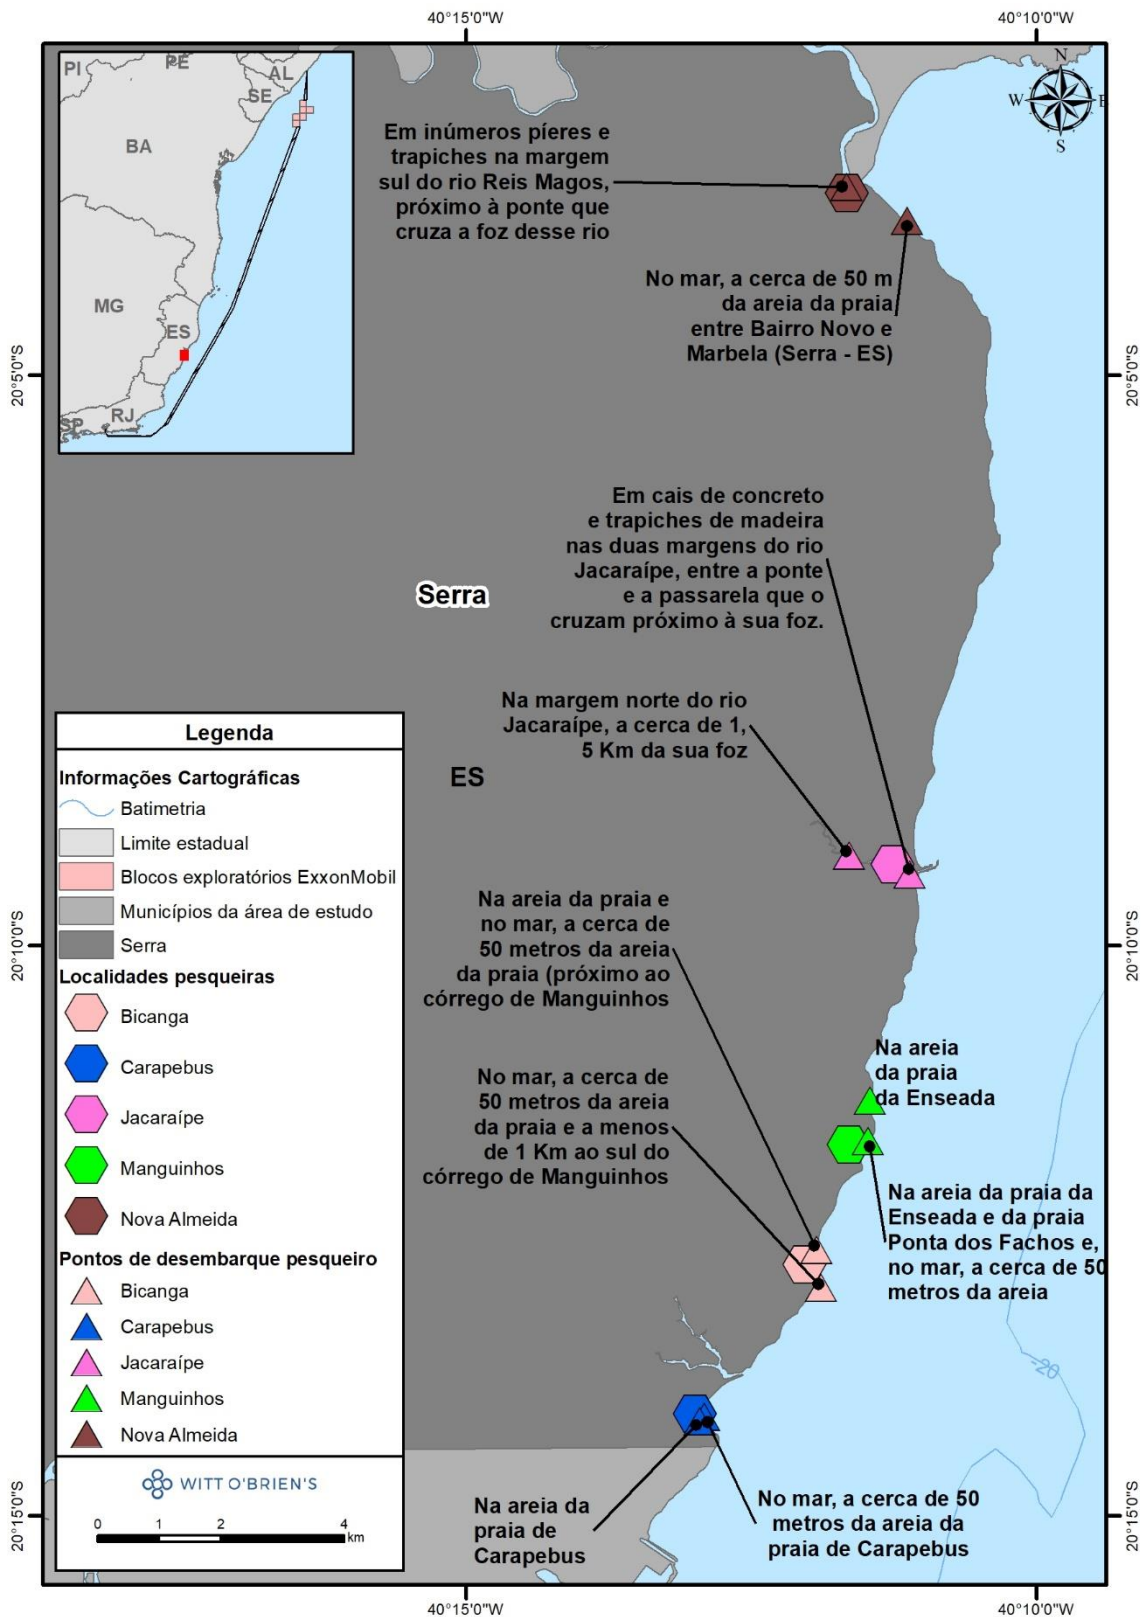 40°15'0"W
40°10'0"W
PI
PE
AL
SE
BA
MG
ES
RJ
SP
N
W
E
S
Em inúmeros píeres e
trapiches na margem
sul do rio Reis Magos,
próximo à ponte que
cruza a foz desse rio
No mar, a cerca de 50 m
da areia da praia
entre Bairro Novo e
Marbela (Serra - ES)
20°5'0"S
20°5'0"S
Em cais de concreto
e trapiches de madeira
nas duas margens do rio
Jacaraípe, entre a ponte
e a passarela que o
cruzam próximo à sua foz.
Serra
Na margem norte do rio
Jacaraípe, a cerca de 1,
5 Km da sua foz
ES
Na areia da praia e
no mar, a cerca de
50 metros da areia
da praia (próximo ao
córrego de Manguinhos
20°10'0"S
20°10'0"S
Na areia
da praia
da Enseada
No mar, a cerca de
50 metros da areia
da praia e a menos
de 1 Km ao sul do
córrego de Manguinhos
Na areia da praia da
Enseada e da praia
Ponta dos Fachos e,
no mar, a cerca de 50
metros da areia
-20
Na areia da
praia de
Carapebus
No mar, a cerca de 50
metros da areia da
praia de Carapebus
Legenda
Informações Cartográficas
Batimetria
Limite estadual
Blocos exploratórios ExxonMobil
Municípios da área de estudo
Serra
Localidades pesqueiras
Bicanga
Carapebus
Jacaraípe
Manguinhos
Nova Almeida
Pontos de desembarque pesqueiro
Bicanga
Carapebus
Jacaraípe
Manguinhos
Nova Almeida
WITT O'BRIEN'S
0 1 2 4
km
20°15'0"S
20°15'0"S
40°15'0"W
40°10'0"W